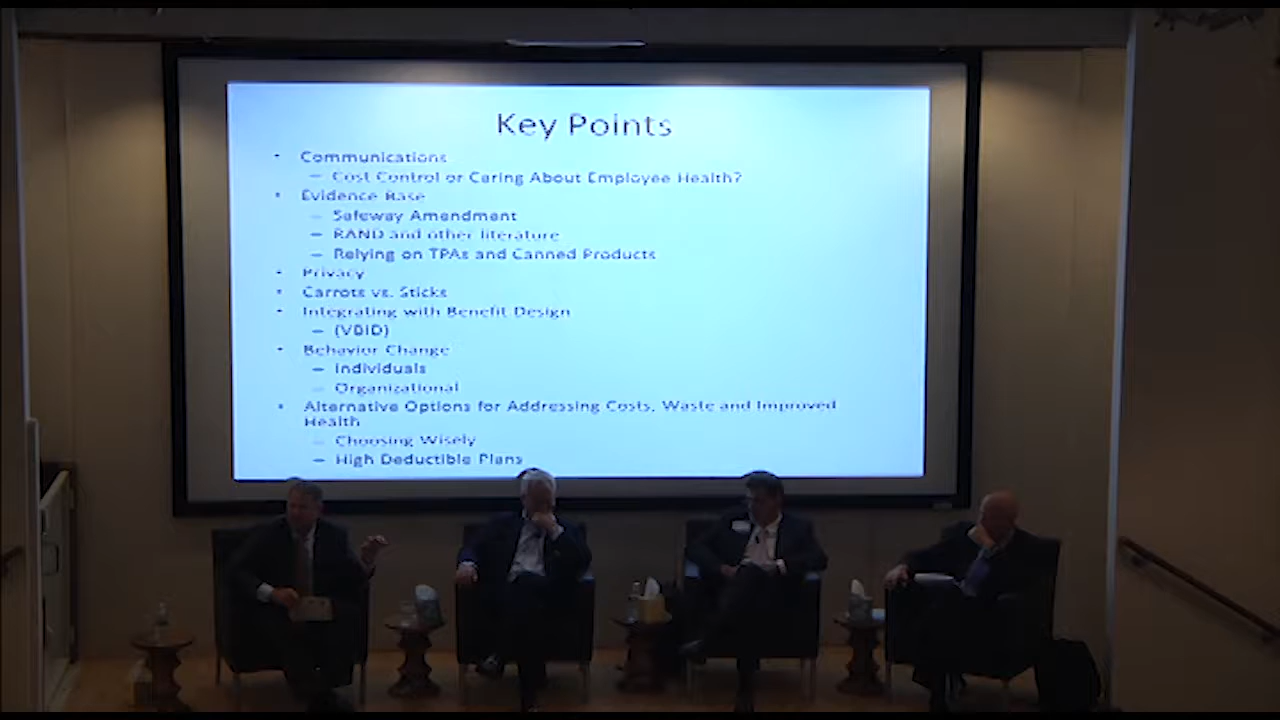 Key Points
- Communications
– Cost Control or Caring About Employee Health?
- Evidence Base
– Safeway Amendment
– RAND and other literature
– Relying on TPAs and Canned Products
- Privacy
- Carrots vs. Sticks
- Integrating with Benefit Design
– (VBID)
- Behavior Change
– Individuals
– Organizational
- Alternative Options for Addressing Costs, Waste and Improved
Health
– Choosing Wisely
– High Deductible Plans